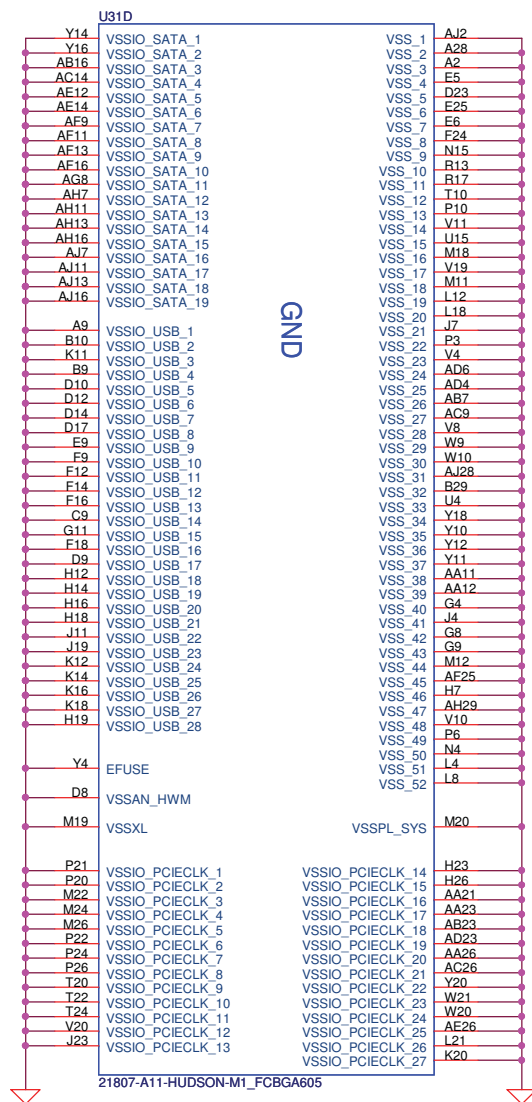 U31D
Y14 VSSIO_SATA_1 VSS_1 AJ2
Y16 VSSIO_SATA_2 VSS_2 A28
AB16 VSSIO_SATA_3 VSS_3 A2
AC14 VSSIO_SATA_4 VSS_4 E5
AE12 VSSIO_SATA_5 VSS_5 D23
AE14 VSSIO_SATA_6 VSS_6 E25
AF9 VSSIO_SATA_7 VSS_7 E6
AF11 VSSIO_SATA_8 VSS_8 F24
AF13 VSSIO_SATA_9 VSS_9 N15
AF16 VSSIO_SATA_10 VSS_10 R13
AG8 VSSIO_SATA_11 VSS_11 R17
AH7 VSSIO_SATA_12 VSS_12 T10
AH11 VSSIO_SATA_13 VSS_13 P10
AH13 VSSIO_SATA_14 VSS_14 V11
AH16 VSSIO_SATA_15 VSS_15 U15
AJ7 VSSIO_SATA_16 VSS_16 M18
AJ11 VSSIO_SATA_17 VSS_17 V19
AJ13 VSSIO_SATA_18 VSS_18 M11
AJ16 VSSIO_SATA_19 VSS_19 L12
VSS_20 L18
A9 VSSIO_USB_1 VSS_21 J7
B10 VSSIO_USB_2 VSS_22 P3
K11 VSSIO_USB_3 VSS_23 V4
B9 VSSIO_USB_4 VSS_24 AD6
D10 VSSIO_USB_5 VSS_25 AD4
D12 VSSIO_USB_6 VSS_26 AB7
D14 VSSIO_USB_7 VSS_27 AC9
D17 VSSIO_USB_8 VSS_28 V8
E9 VSSIO_USB_9 VSS_29 W9
F9 VSSIO_USB_10 VSS_30 W10
F12 VSSIO_USB_11 VSS_31 AJ28
F14 VSSIO_USB_12 VSS_32 B29
F16 VSSIO_USB_13 VSS_33 U4
C9 VSSIO_USB_14 VSS_34 Y18
G11 VSSIO_USB_15 VSS_35 Y10
F18 VSSIO_USB_16 VSS_36 Y12
D9 VSSIO_USB_17 VSS_37 Y11
H12 VSSIO_USB_18 VSS_38 AA11
H14 VSSIO_USB_19 VSS_39 AA12
H16 VSSIO_USB_20 VSS_40 G4
H18 VSSIO_USB_21 VSS_41 J4
J11 VSSIO_USB_22 VSS_42 G8
J19 VSSIO_USB_23 VSS_43 G9
K12 VSSIO_USB_24 VSS_44 M12
K14 VSSIO_USB_25 VSS_45 AF25
K16 VSSIO_USB_26 VSS_46 H7
K18 VSSIO_USB_27 VSS_47 AH29
H19 VSSIO_USB_28 VSS_48 V10
VSS_49 P6
VSS_50 N4
Y4 EFUSE VSS_51 L4
VSS_52 L8
D8 VSSAN_HWM
M19 VSSXL VSSPL_SYS M20
P21 VSSIO_PCIECLK_1 VSSIO_PCIECLK_14 H23
P20 VSSIO_PCIECLK_2 VSSIO_PCIECLK_15 H26
M22 VSSIO_PCIECLK_3 VSSIO_PCIECLK_16 AA21
M24 VSSIO_PCIECLK_4 VSSIO_PCIECLK_17 AA23
M26 VSSIO_PCIECLK_5 VSSIO_PCIECLK_18 AB23
P22 VSSIO_PCIECLK_6 VSSIO_PCIECLK_19 AD23
P24 VSSIO_PCIECLK_7 VSSIO_PCIECLK_20 AA26
P26 VSSIO_PCIECLK_8 VSSIO_PCIECLK_21 AC26
T20 VSSIO_PCIECLK_9 VSSIO_PCIECLK_22 Y20
T22 VSSIO_PCIECLK_10 VSSIO_PCIECLK_23 W21
T24 VSSIO_PCIECLK_11 VSSIO_PCIECLK_24 W20
V20 VSSIO_PCIECLK_12 VSSIO_PCIECLK_25 AE26
J23 VSSIO_PCIECLK_13 VSSIO_PCIECLK_26 L21
VSSIO_PCIECLK_27 K20
GND
21807-A11-HUDSON-M1_FCBGA605